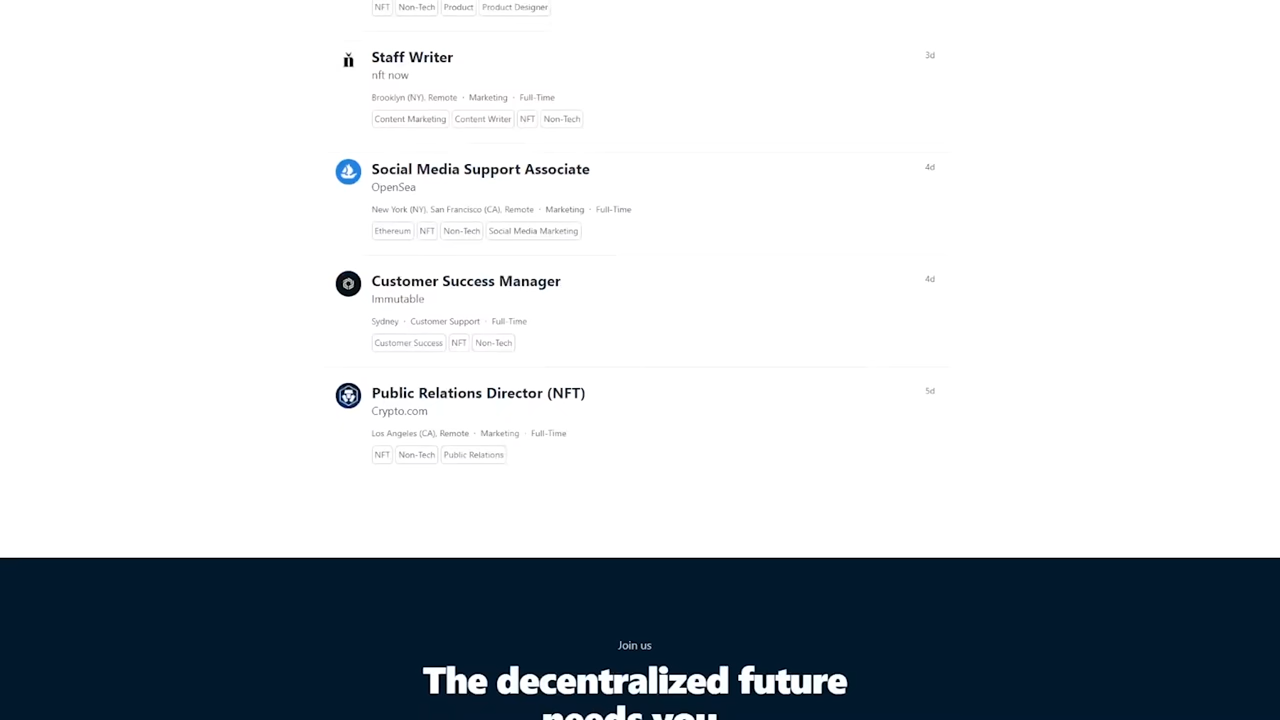 NFT Non-Tech Product Product Designer
Staff Writer 3d
nft now
Brooklyn (NY), Remote · Marketing · Full-Time
Content Marketing Content Writer NFT Non-Tech
Social Media Support Associate 4d
OpenSea
New York (NY), San Francisco (CA), Remote · Marketing · Full-Time
Ethereum NFT Non-Tech Social Media Marketing
Customer Success Manager 4d
Immutable
Sydney · Customer Support · Full-Time
Customer Success NFT Non-Tech
Public Relations Director (NFT) 5d
Crypto.com
Los Angeles (CA), Remote · Marketing · Full-Time
NFT Non-Tech Public Relations
Join us
The decentralized future
needs you